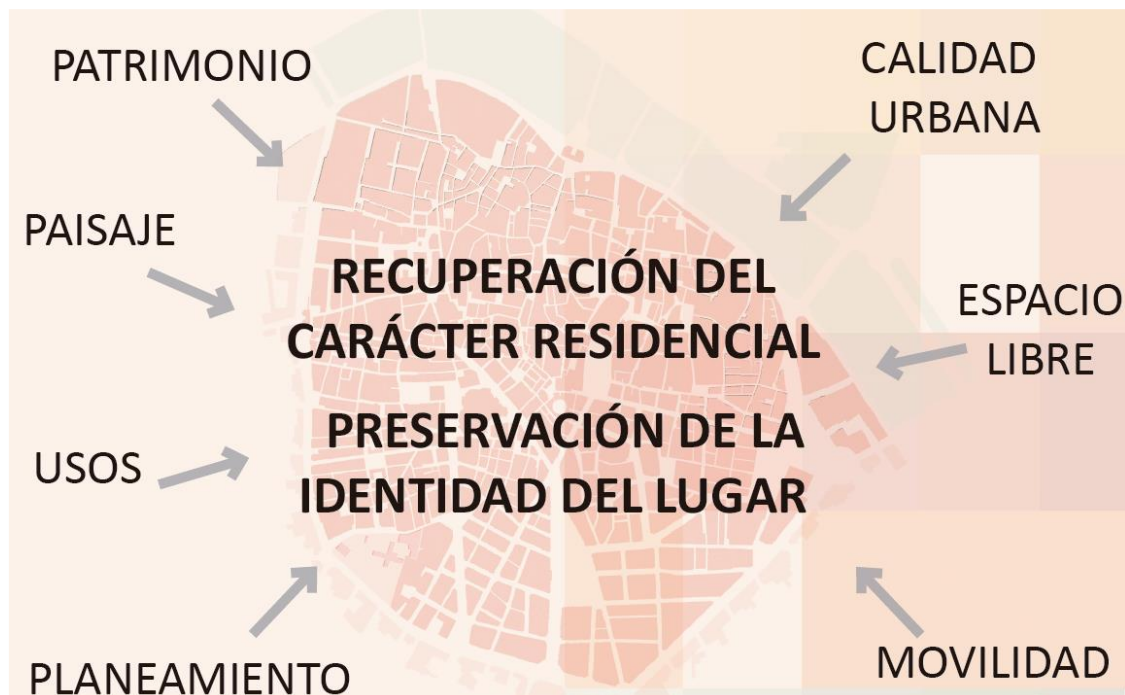 PATRIMONIO
CALIDAD
URBANA
PAISAJE
RECUPERACIÓN DEL
CARÁCTER RESIDENCIAL
ESPACIO
LIBRE
PRESERVACIÓN DE LA
IDENTIDAD DEL LUGAR
USOS
PLANEAMIENTO
MOVILIDAD